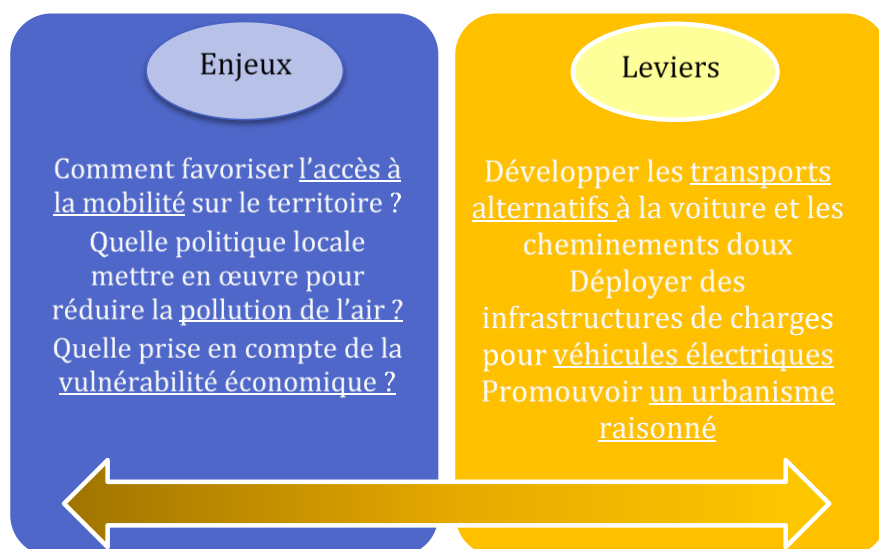 Enjeux
Comment favoriser l'accès à
la mobilité sur le territoire ?
Quelle politique locale
mettre en œuvre pour
réduire la pollution de l'air ?
Quelle prise en compte de la
vulnérabilité économique ?
Leviers
Développer les transports
alternatifs à la voiture et les
cheminements doux
Déployer des
infrastructures de charges
pour véhicules électriques
Promouvoir un urbanisme
raisonné